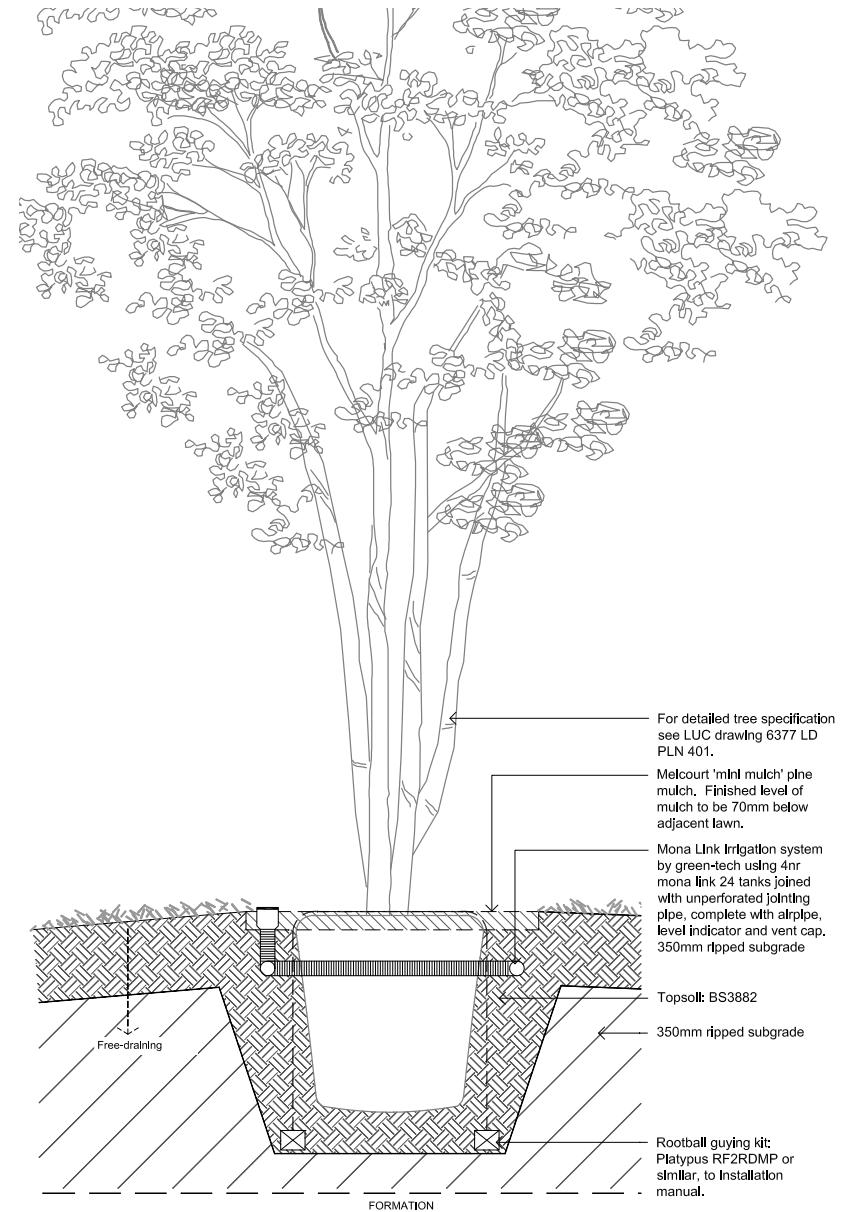 For detailed tree specification
see LUC drawing 6377 LD
PLN 401.
Melcourt 'mini mulch' pine
mulch. Finished level of
mulch to be 70mm below
adjacent lawn.
Mona Link irrigation system
by green-tech using 4nr
mona link 24 tanks joined
with unperforated jointing
pipe, complete with airpipe,
level indicator and vent cap.
350mm ripped subgrade
Topsoil: BS3882
350mm ripped subgrade
Free-draining
Rootball guying kit:
Platypus RF2RDMP or
similar, to installation
manual.
FORMATION